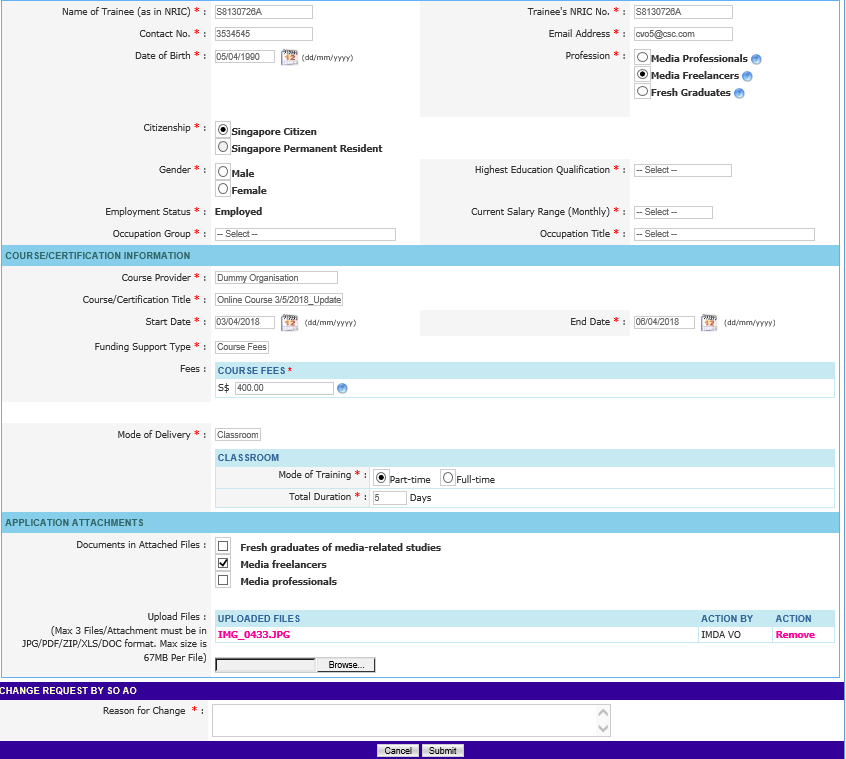 Name of Trainee (as in NRIC) * : S8130726A Trainee's NRIC No. * : S8130726A
Contact No. * : 3534545 Email Address * : cvo5@csc.com
Date of Birth * : 05/04/1990 12 (dd/mm/yyyy) Profession * : Media Professionals
Media Freelancers
Fresh Graduates
Citizenship * : Singapore Citizen
Singapore Permanent Resident
Gender * : Male Highest Education Qualification * : -- Select --
Female
Employment Status * : Employed Current Salary Range (Monthly) * : -- Select --
Occupation Group * : -- Select -- Occupation Title * : -- Select --
COURSE/CERTIFICATION INFORMATION
Course Provider * : Dummy Organisation
Course/Certification Title * : Online Course 3/5/2018_Update
Start Date * : 03/04/2018 12 (dd/mm/yyyy) End Date * : 06/04/2018 12 (dd/mm/yyyy)
Funding Support Type * : Course Fees
Fees : COURSE FEES *
S$ 400.00
Mode of Delivery * : Classroom
CLASSROOM
Mode of Training * : Part-time Full-time
Total Duration * : 5 Days
APPLICATION ATTACHMENTS
Documents in Attached Files : Fresh graduates of media-related studies
Media freelancers
Media professionals
Upload Files : UPLOADED FILES ACTION BY ACTION
(Max 3 Files/Attachment must be in IMG_0433.JPG IMDA VO Remove
JPG/PDF/ZIP/XLS/DOC format. Max size is
67MB Per File) Browse...
CHANGE REQUEST BY SO AO
Reason for Change * :
Cancel Submit